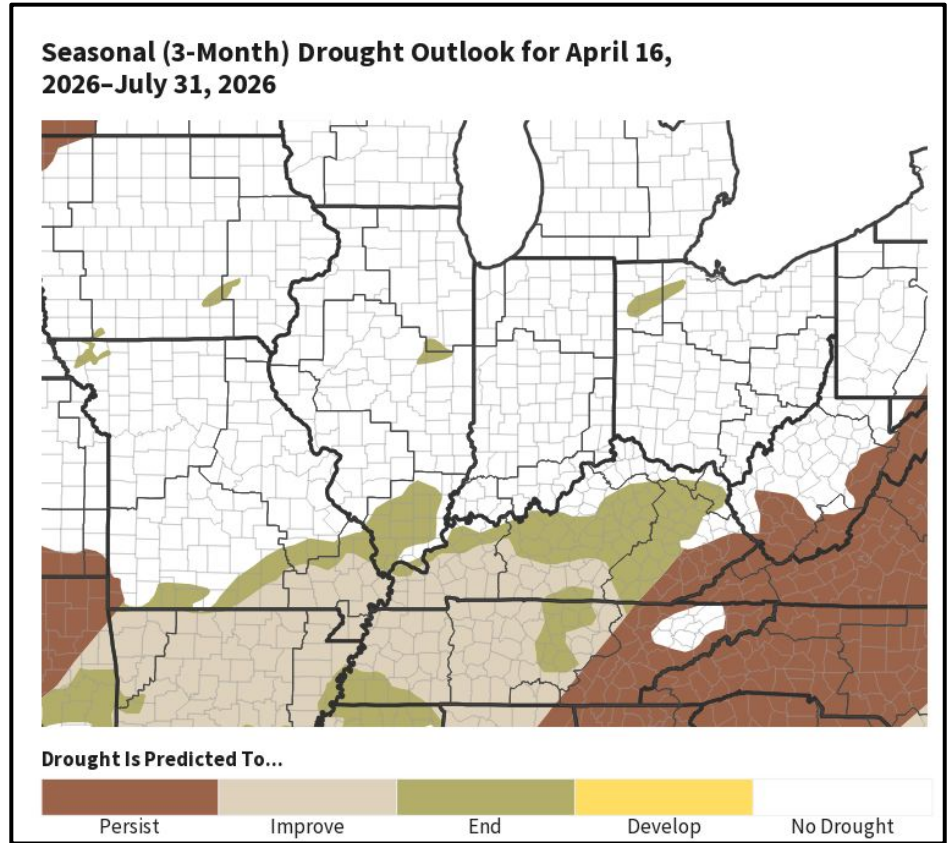 Seasonal (3-Month) Drought Outlook for April 16,
2026–July 31, 2026
Drought Is Predicted To...
Persist
Improve
End
Develop
No Drought